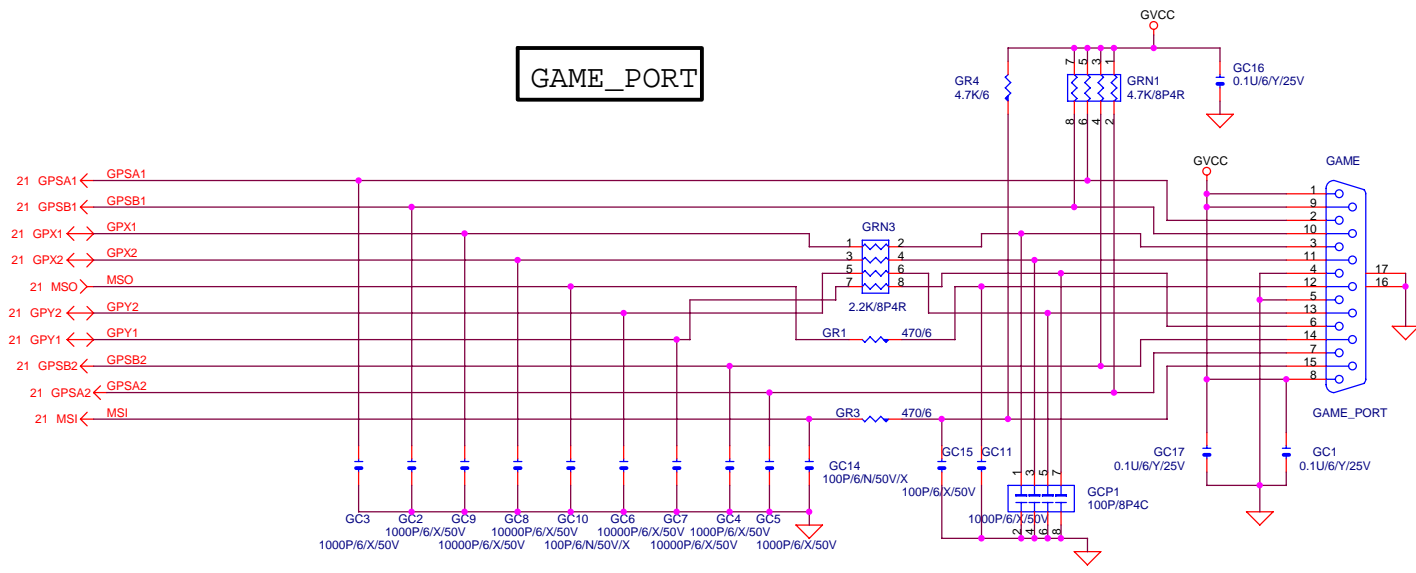 GAME_PORT
GVCC
GR4
4.7K/6
7
5
3
1
GRN1
4.7K/8P4R
8
6
4
2
GC16
0.1U/6/Y/25V
GVCC
GAME
21 GPSA1 GPSA1
21 GPSB1 GPSB1
21 GPX1 GPX1
21 GPX2 GPX2
21 MSO MSO
21 GPY2 GPY2
21 GPY1 GPY1
21 GPSB2 GPSB2
21 GPSA2 GPSA2
21 MSI MSI
GRN3
1 2
3 4
5 6
7 8
2.2K/8P4R
GR1 470/6
GR3 470/6
1
9
2
10
3
11
4
12
5
13
6
14
7
15
8
17
16
GAME_PORT
GC17
0.1U/6/Y/25V
GC1
0.1U/6/Y/25V
GC14
100P/6/N/50V/X
GC15
100P/6/X/50V
GC11
1000P/6/X/50V
1
3
5
7
GCP1
100P/8P4C
2
4
6
8
GC3
1000P/6/X/50V
GC2
1000P/6/X/50V
GC9
10000P/6/X/50V
GC8
10000P/6/X/50V
GC10
100P/6/N/50V/X
GC6
10000P/6/X/50V
GC7
10000P/6/X/50V
GC4
1000P/6/X/50V
GC5
1000P/6/X/50V